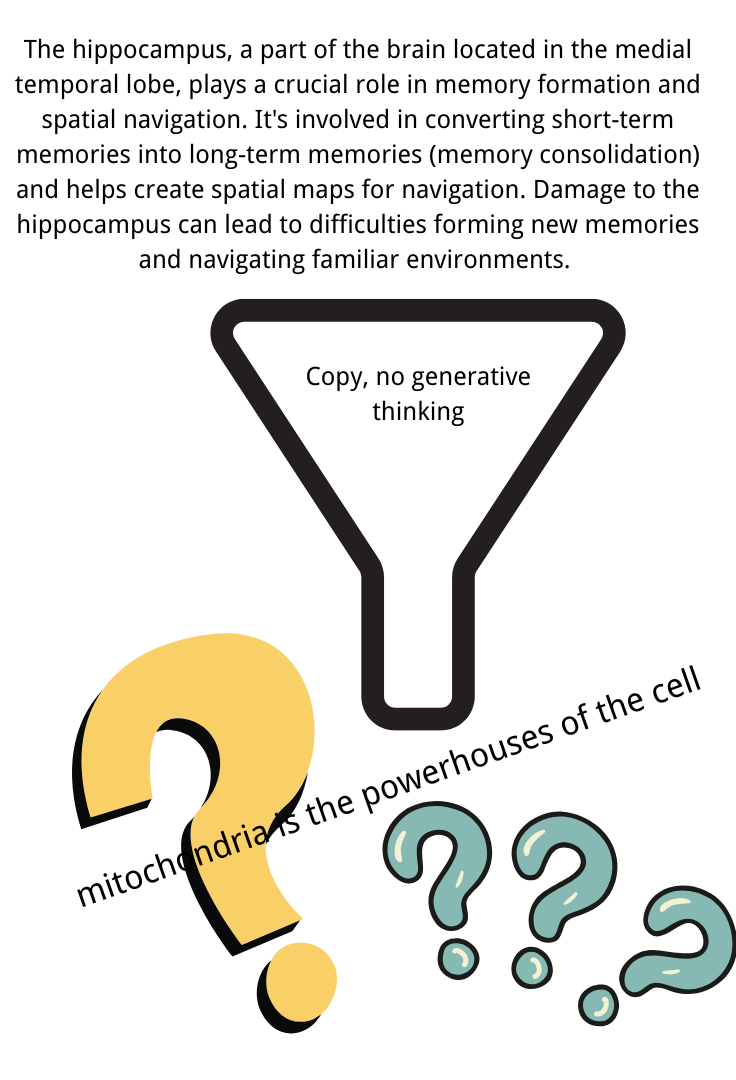 The hippocampus, a part of the brain located in the medial
temporal lobe, plays a crucial role in memory formation and
spatial navigation. It's involved in converting short-term
memories into long-term memories (memory consolidation)
and helps create spatial maps for navigation. Damage to the
hippocampus can lead to difficulties forming new memories
and navigating familiar environments.
Copy, no generative
thinking
mitochondria is the powerhouses of the cell